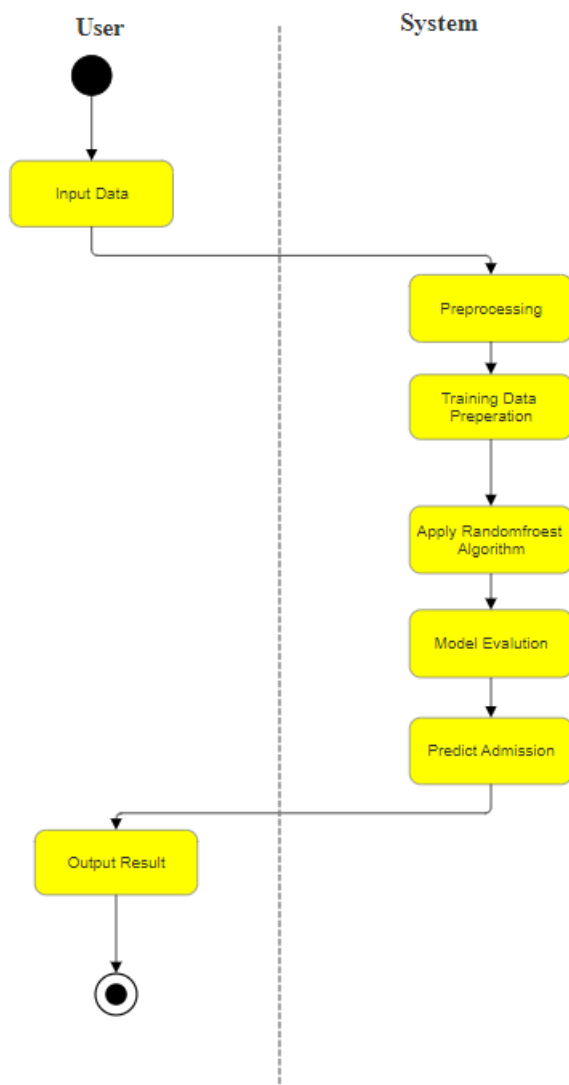 User
System
Input Data
Preprocessing
Training Data
Preperation
Apply Randomfroest
Algorithm
Model Evalution
Predict Admission
Output Result